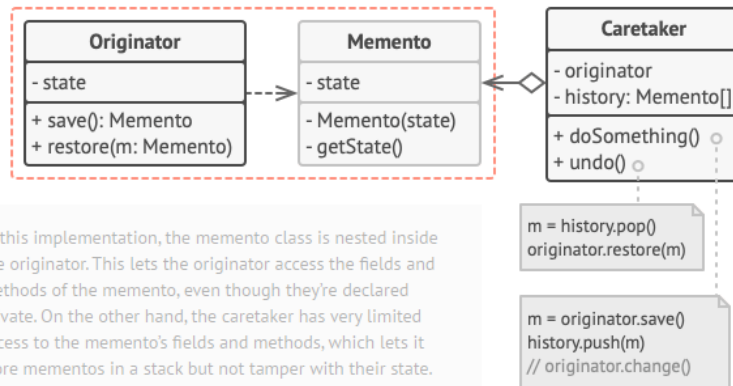 Originator
- state
+ save(): Memento
+ restore(m: Memento)
Memento
- state
- Memento(state)
- getState()
Caretaker
- originator
- history: Memento[]
+ doSomething()
+ undo()
m = history.pop()
originator.restore(m)
m = originator.save()
history.push(m)
// originator.change()
this implementation, the memento class is nested inside
e originator. This lets the originator access the fields and
ethods of the memento, even though they’re declared
ivate. On the other hand, the caretaker has very limited
cess to the memento’s fields and methods, which lets it
ore mementos in a stack but not tamper with their state.